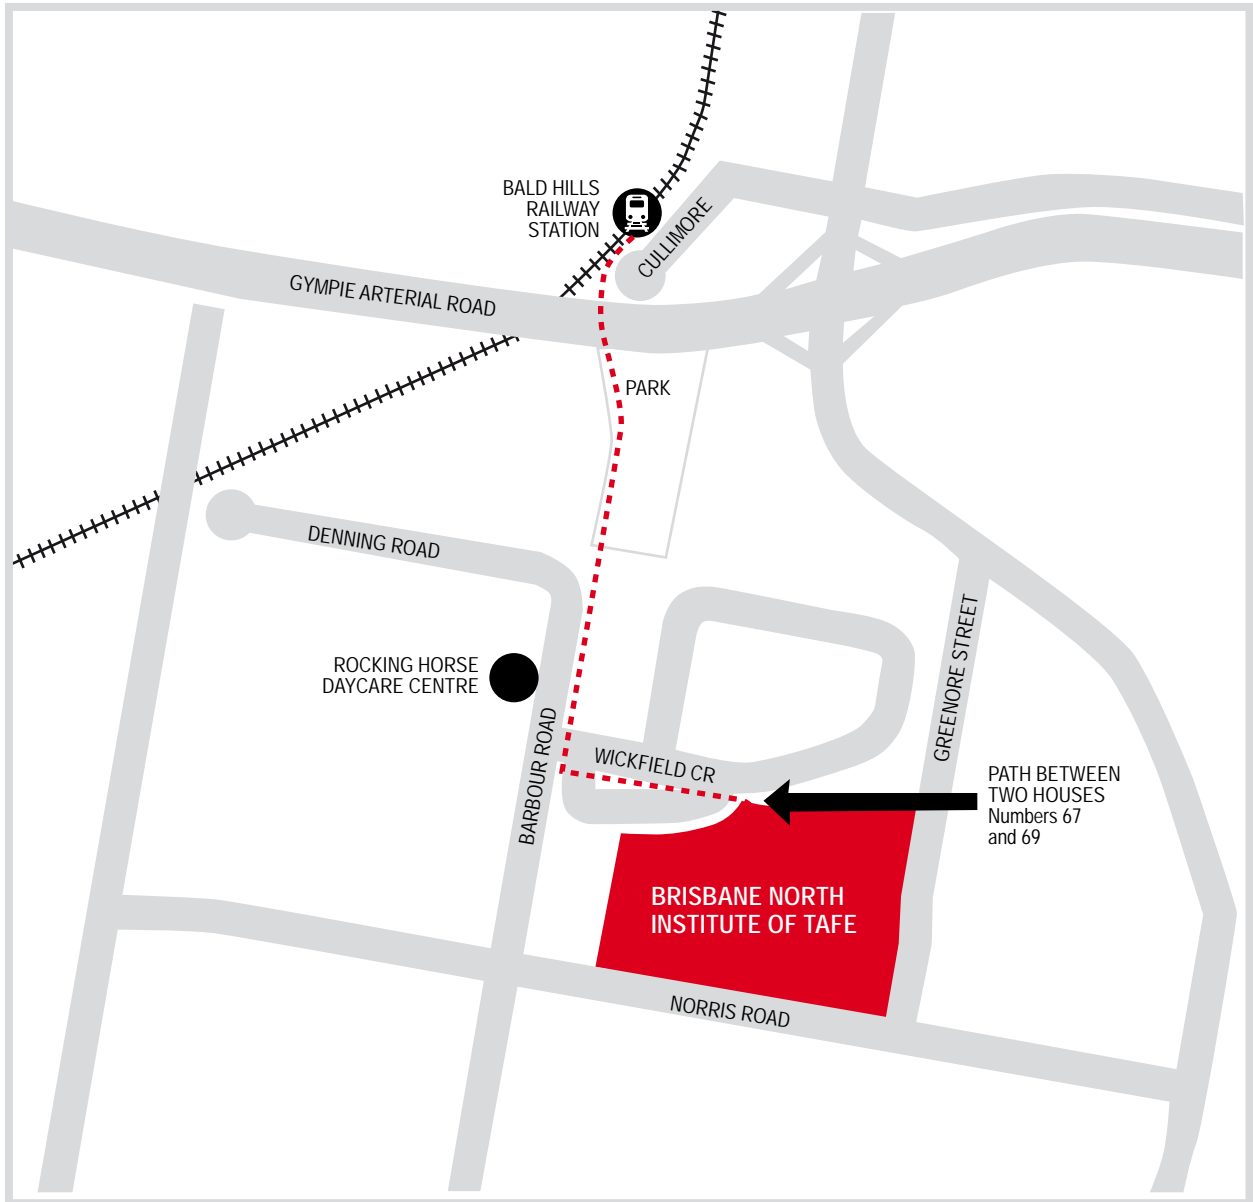 BALD HILLS
RAILWAY
STATION
CULLIMORE
GYMPIE ARTERIAL ROAD
PARK
DENNING ROAD
ROCKING HORSE
DAYCARE CENTRE
BARBOUR ROAD
WICKFIELD CR
GREENORE STREET
PATH BETWEEN
TWO HOUSES
Numbers 67
and 69
BRISBANE NORTH
INSTITUTE OF TAFE
NORRIS ROAD